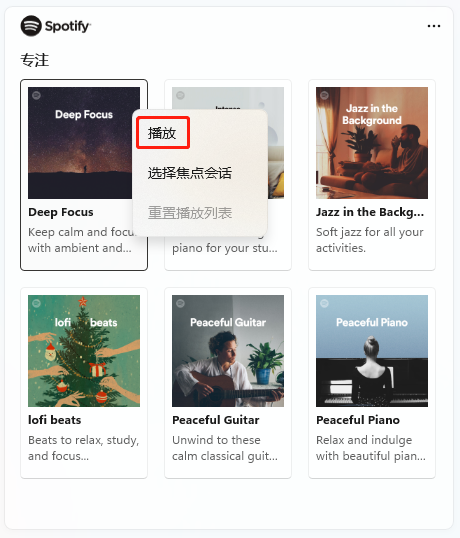 Spotify
专注
Deep Focus
Intense
Jazz in the
Background
播放
选择焦点会话
重置播放列表
Deep Focus
Keep calm and focu
with ambient and...
piano for your stu...
Jazz in the Backg...
Soft jazz for all your
activities.
lofi beats
Peaceful Guitar
Peaceful Piano
lofi beats
Beats to relax, study,
and focus...
Peaceful Guitar
Unwind to these
calm classical guit...
Peaceful Piano
Relax and indulge
with beautiful pian...